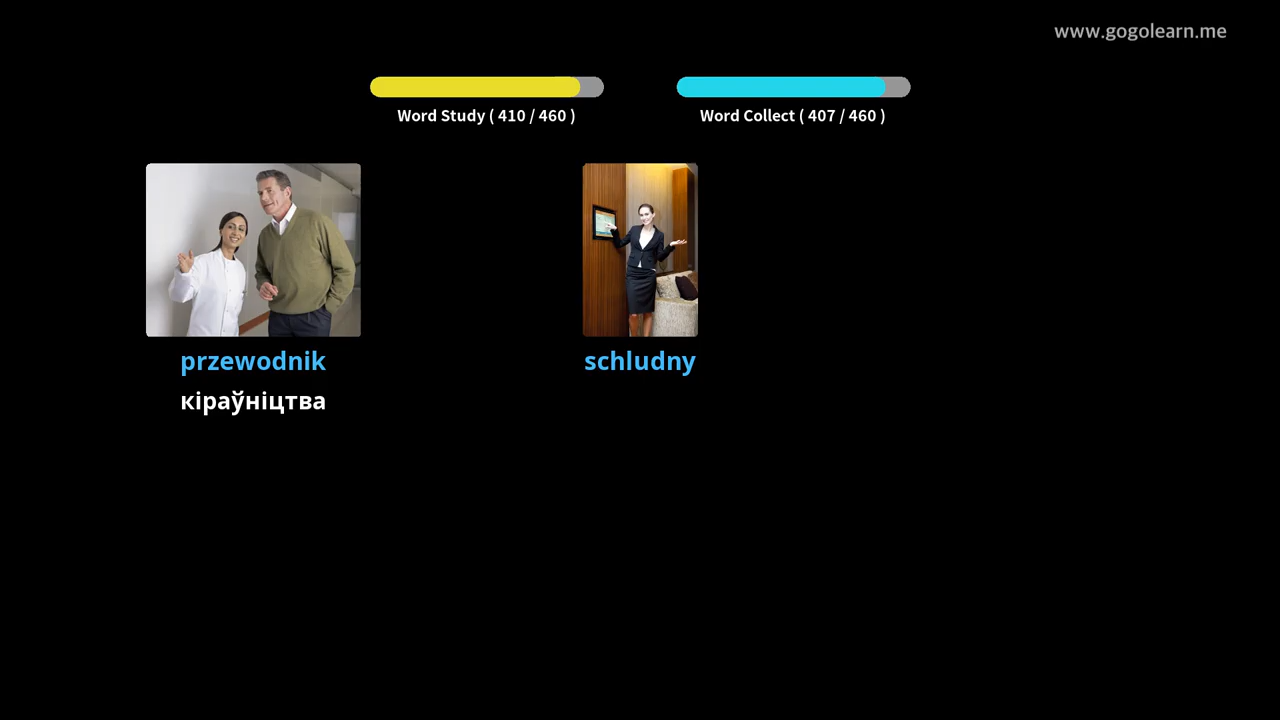 www.gogolearn.me
Word Study ( 410 / 460 )
Word Collect ( 407 / 460 )
przewodnik
кіраўніцтва
schludny